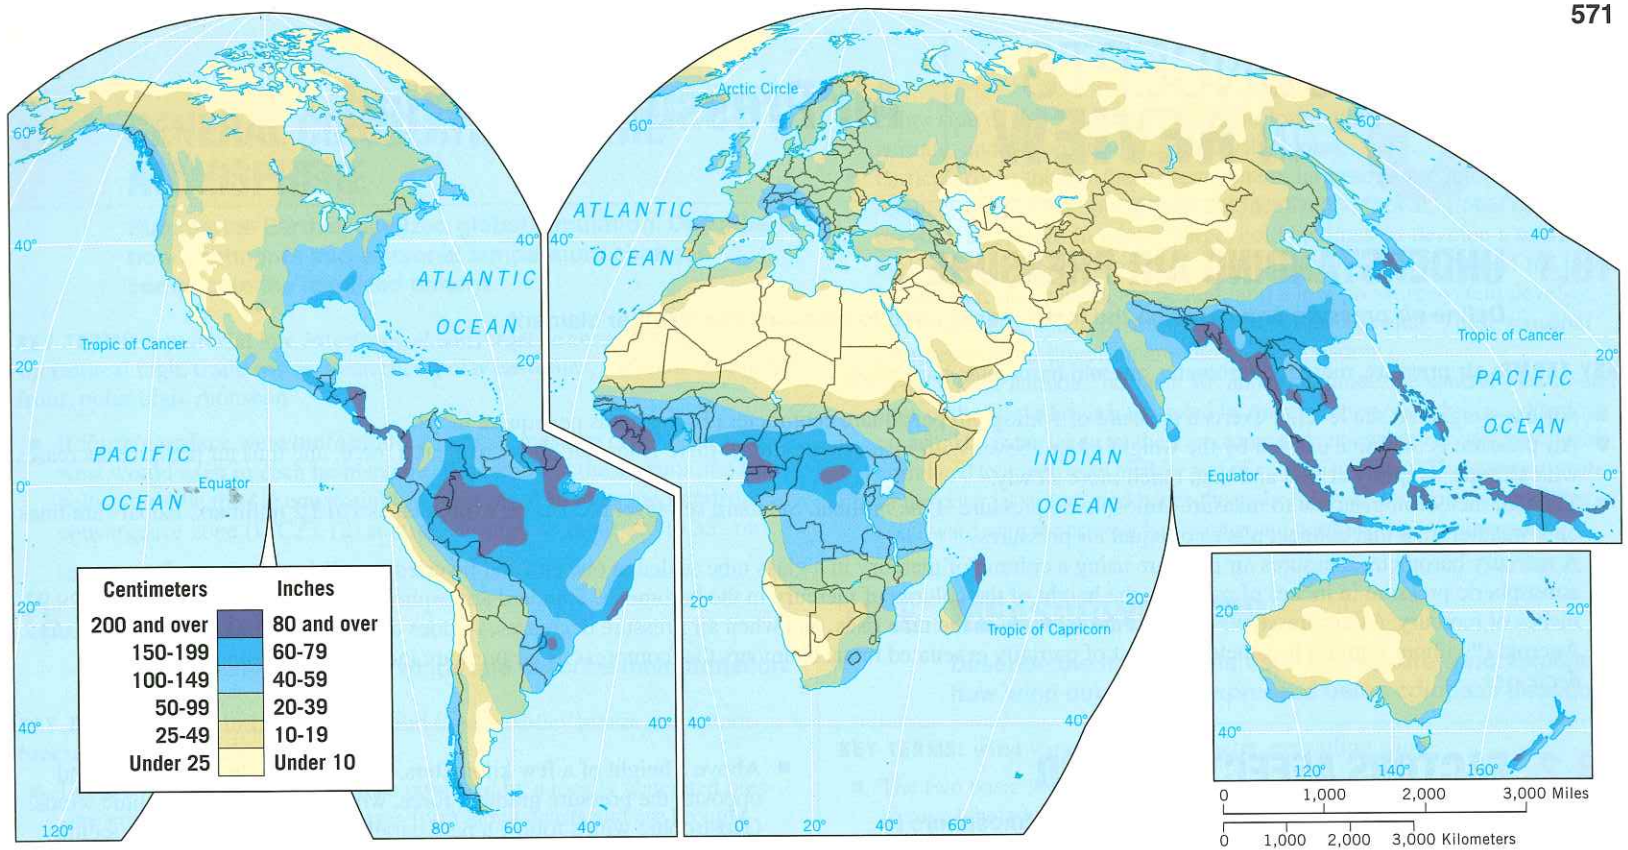 571
Arctic Circle
60°
60°
60°
ATLANTIC
OCEAN
40°
40°
40°
40°
ATLANTIC
OCEAN
Tropic of Cancer
Tropic of Cancer
20°
20°
20°
PACIFIC
OCEAN
PACIFIC
OCEAN
INDIAN
OCEAN
Equator
Equator
0°
0°
Centimeters Inches
200 and over 80 and over
150-199 60-79
100-149 40-59
50-99 20-39
25-49 10-19
Under 25 Under 10
20°
20°
20°
20°
20°
Tropic of Capricorn
40°
40°
40°
40°
40°
120°
80°
60°
40°
0°
20°
40°
60°
120°
140°
160°
0 1,000 2,000 3,000 Miles
0 1,000 2,000 3,000 Kilometers